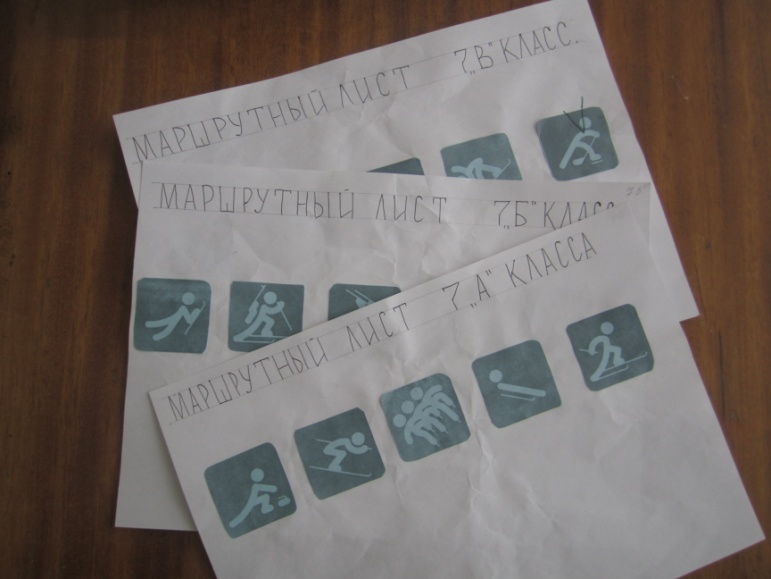 МАРШРУТНЫЙ ЛИСТ 7„В" КЛАСС.
МАРШРУТНЫЙ ЛИСТ 7„Б" КЛАСС
МАРШРУТНЫЙ ЛИСТ 7„А" КЛАССА